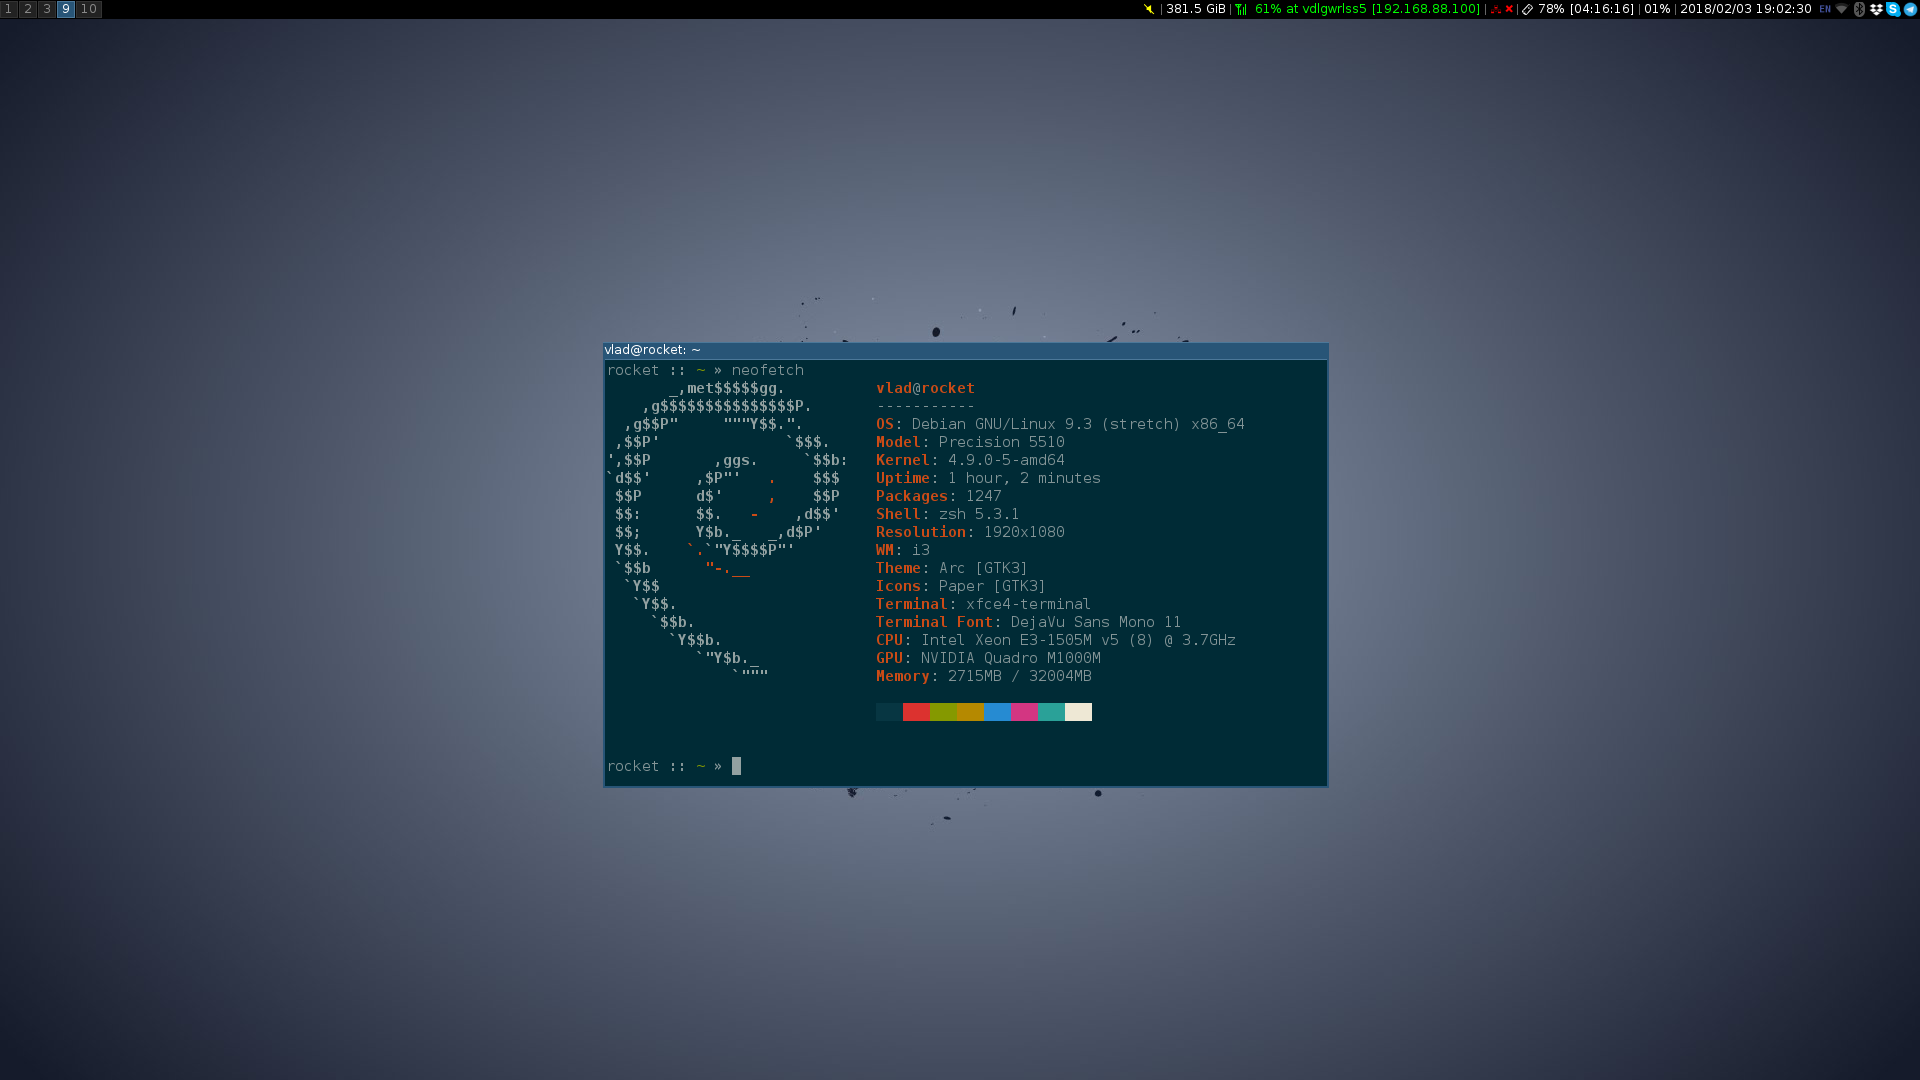 1 2 3 9 10 | 381.5 GiB | 61% at vdlgwrlss5 [192.168.88.100] | | 78% [04:16:16] | 01% | 2018/02/03 19:02:30 EN
vlad@rocket: ~
rocket :: ~ » neofetch
_,met$$$$$gg. vlad@rocket
,g$$$$$$$$$$$$$$$P. -----------
,g$$P" """Y$$.". OS: Debian GNU/Linux 9.3 (stretch) x86_64
,$$P' `$$$. Model: Precision 5510
',$$P ,ggs. `$$b: Kernel: 4.9.0-5-amd64
`d$$' ,$P"' . $$$ Uptime: 1 hour, 2 minutes
$$P d$' , $$P Packages: 1247
$$: $$. - ,d$$' Shell: zsh 5.3.1
$$; Y$b._ _,d$P' Resolution: 1920x1080
Y$$. `.`"Y$$$$P"' WM: i3
`$$b "-.__ Theme: Arc [GTK3]
`Y$$ Icons: Paper [GTK3]
`Y$$. Terminal: xfce4-terminal
`$$b. Terminal Font: DejaVu Sans Mono 11
`Y$$b. CPU: Intel Xeon E3-1505M v5 (8) @ 3.7GHz
`"Y$b._ GPU: NVIDIA Quadro M1000M
`""" Memory: 2715MB / 32004MB
rocket :: ~ »